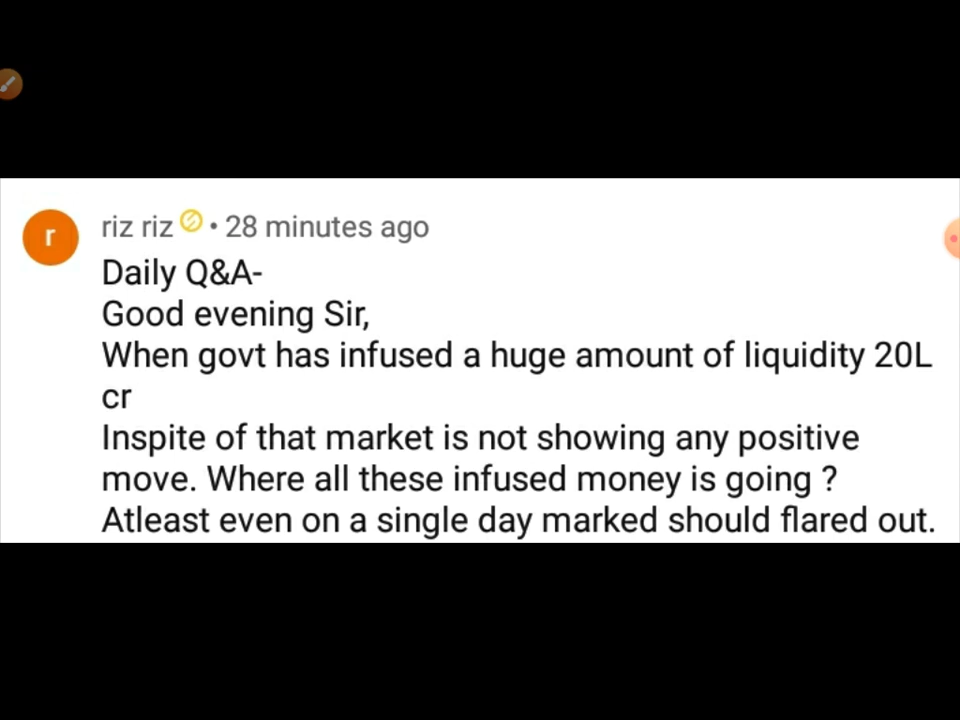 r
riz riz • 28 minutes ago
Daily Q&A-
Good evening Sir,
When govt has infused a huge amount of liquidity 20L
cr
Inspite of that market is not showing any positive
move. Where all these infused money is going ?
Atleast even on a single day marked should flared out.